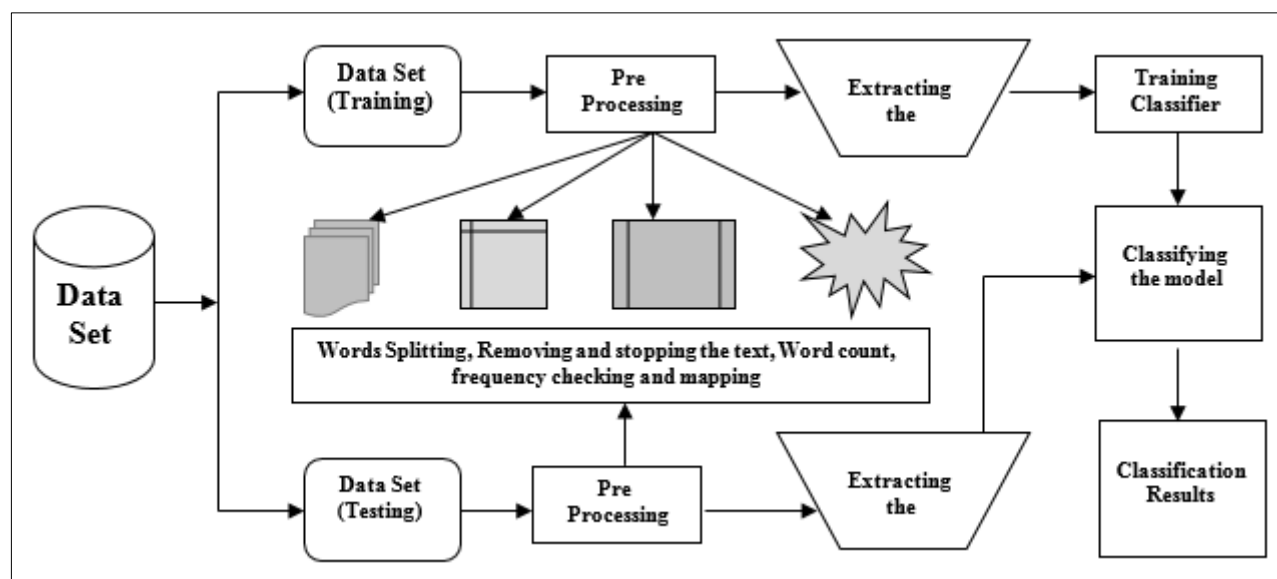 Data Set
(Training)
Pre
Processing
Extracting
the
Training
Classifier
Data
Set
Classifying
the model
Words Splitting, Removing and stopping the text, Word count,
frequency checking and mapping
Data Set
(Testing)
Pre
Processing
Extracting
the
Classification
Results